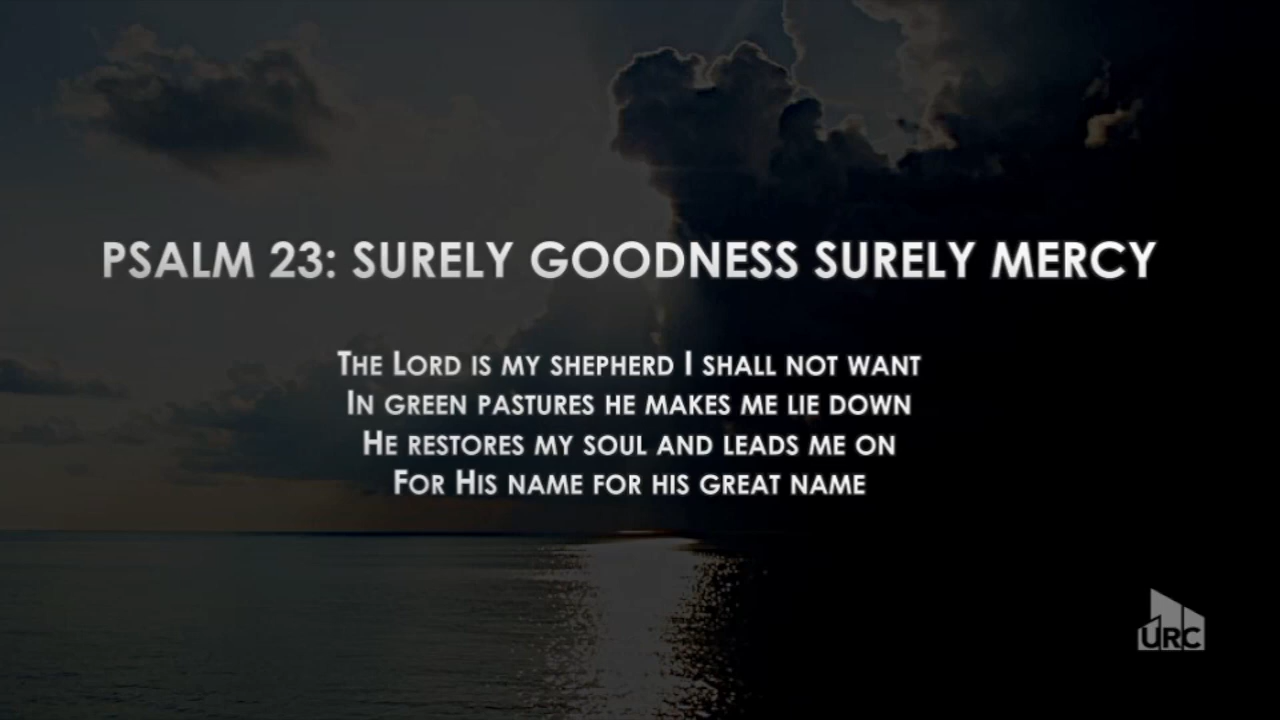 PSALM 23: SURELY GOODNESS SURELY MERCY
THE LORD IS MY SHEPHERD I SHALL NOT WANT
IN GREEN PASTURES HE MAKES ME LIE DOWN
HE RESTORES MY SOUL AND LEADS ME ON
FOR HIS NAME FOR HIS GREAT NAME
URC